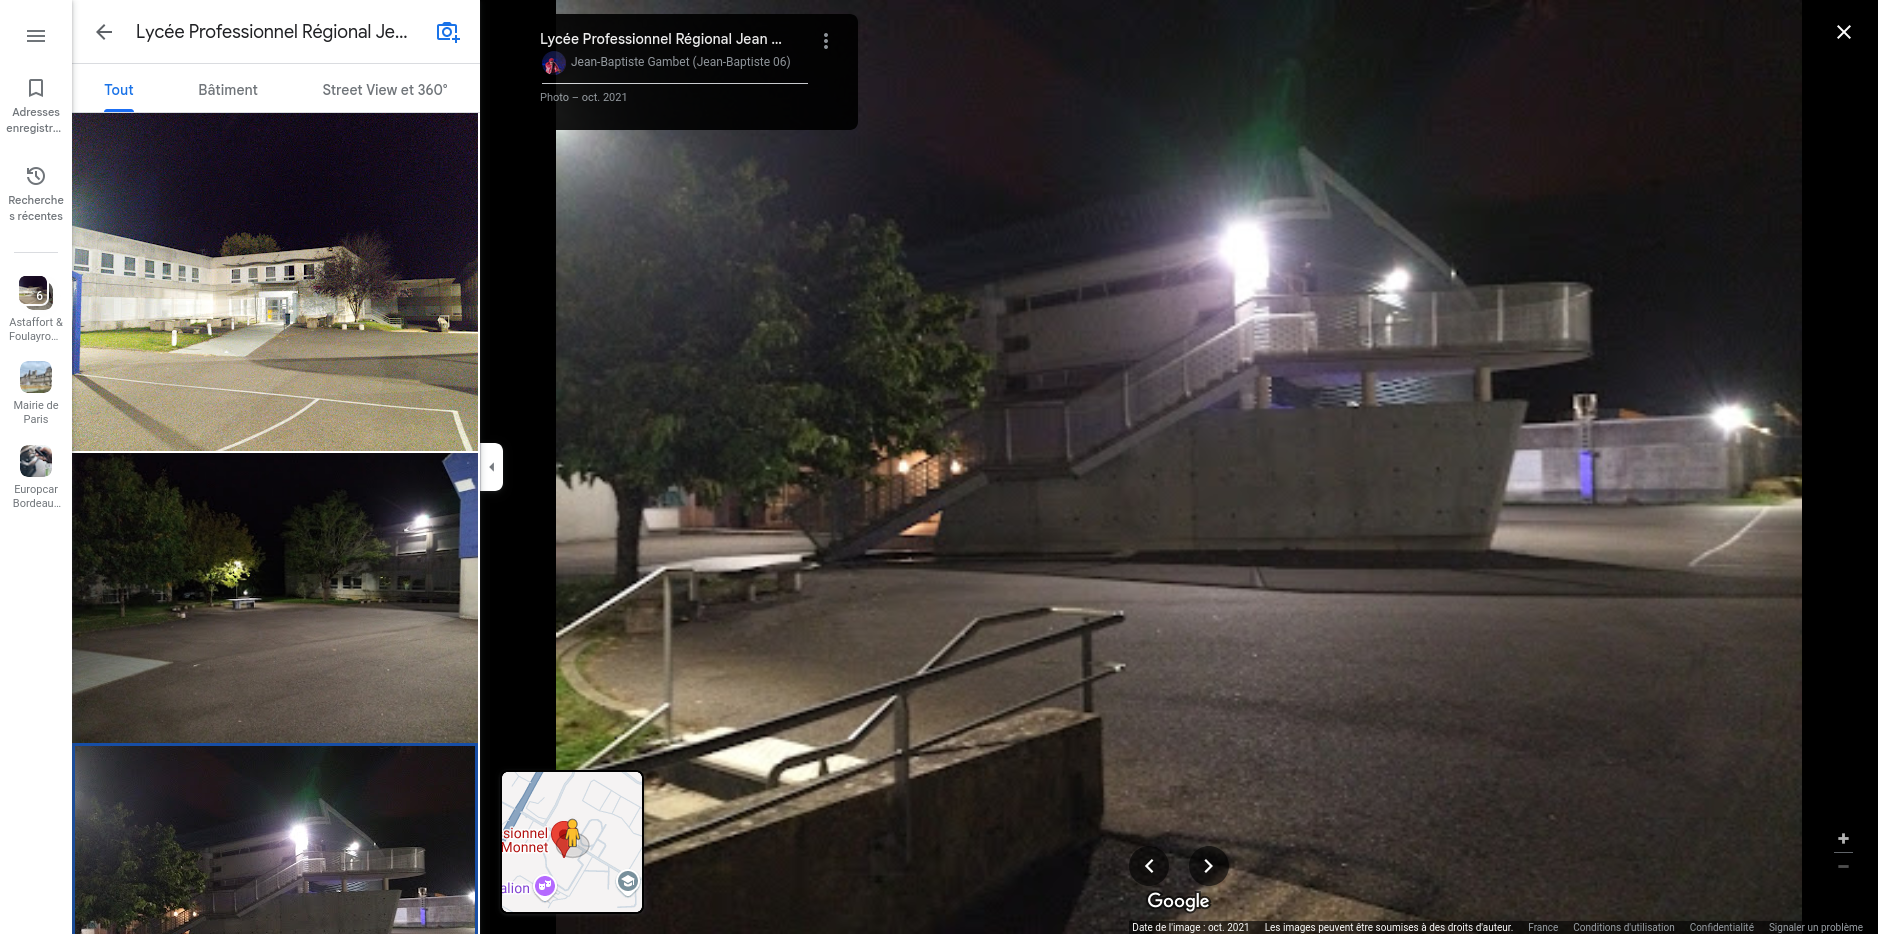 Lycée Professionnel Régional Je...
Tout
Bâtiment
Street View et 360°
Adresses
enregistr...
Recherche
s récentes
6
Astaffort &
Foulayro...
Mairie de
Paris
Europcar
Bordeau...
Lycée Professionnel Régional Jean ...
Jean-Baptiste Gambet (Jean-Baptiste 06)
Photo – oct. 2021
sionnel
Monnet
alion
Google
Date de l'image : oct. 2021
Les images peuvent être soumises à des droits d'auteur.
France
Conditions d'utilisation
Confidentialité
Signaler un problème